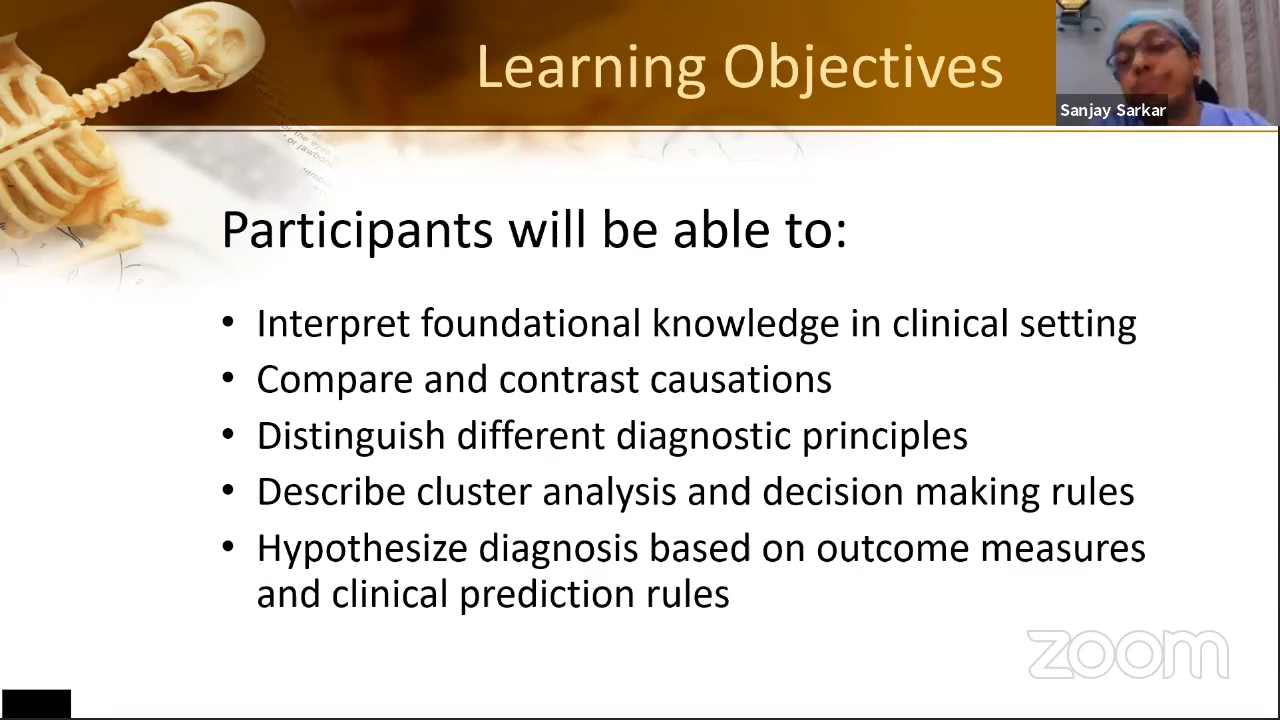 Learning Objectives
Sanjay Sarkar
Participants will be able to:
• Interpret foundational knowledge in clinical setting
• Compare and contrast causations
• Distinguish different diagnostic principles
• Describe cluster analysis and decision making rules
• Hypothesize diagnosis based on outcome measures
and clinical prediction rules
zoom